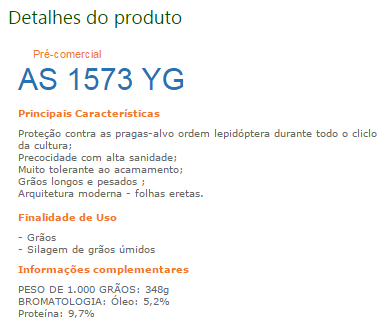 Detalhes do produto
Pré-comercial
AS 1573 YG
Principais Características
Proteção contra as pragas-alvo ordem lepidóptera durante todo o cliclo
da cultura;
Precocidade com alta sanidade;
Muito tolerante ao acamamento;
Grãos longos e pesados ;
Arquitetura moderna - folhas eretas.
Finalidade de Uso
- Grãos
- Silagem de grãos úmidos
Informações complementares
PESO DE 1.000 GRÃOS: 348g
BROMATOLOGIA: Óleo: 5,2%
Proteína: 9,7%